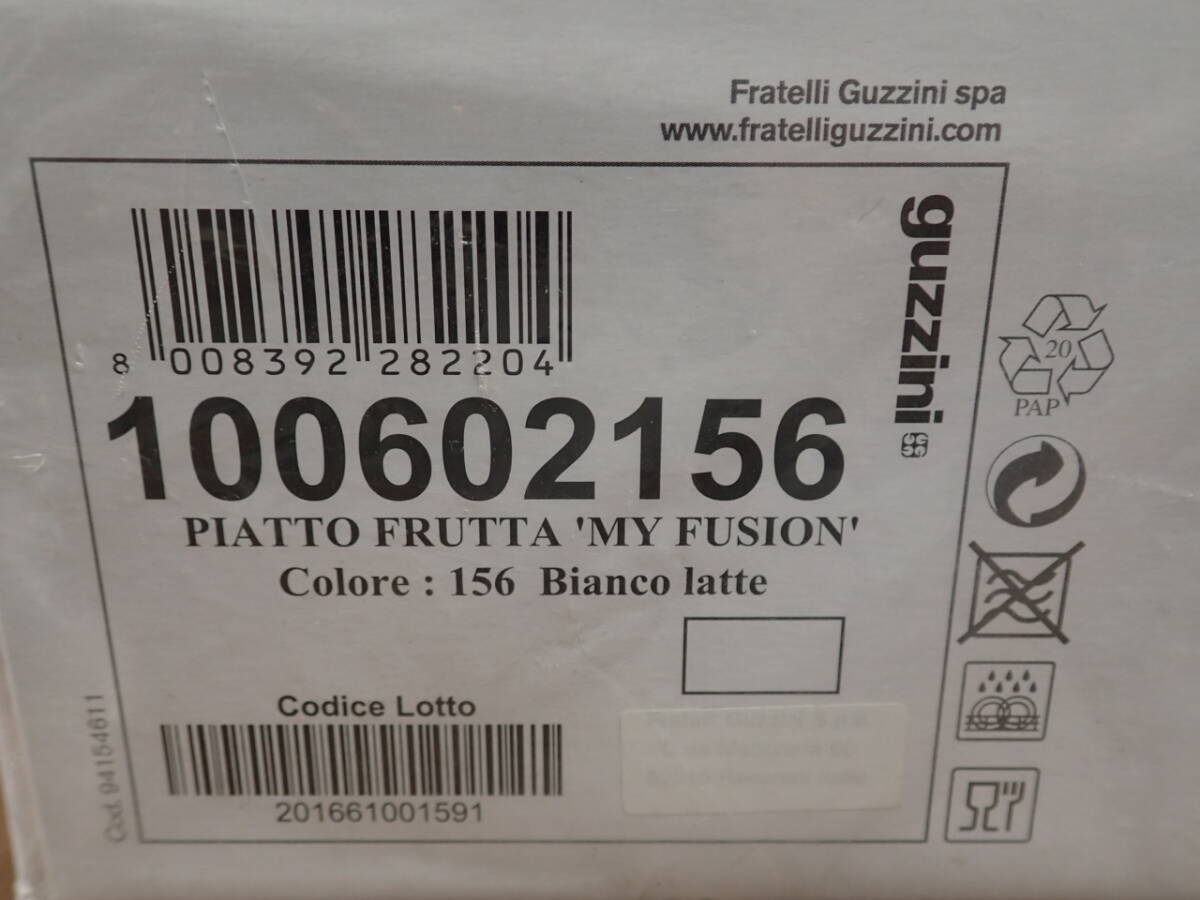 Fratelli Guzzini spa
www.fratelliguzzini.com
guzzini
8 008392 282204
100602156
PIATTO FRUTTA 'MY FUSION'
Colore : 156 Bianco latte
20
PAP
Codice Lotto
201661001591
Cod. 94154611